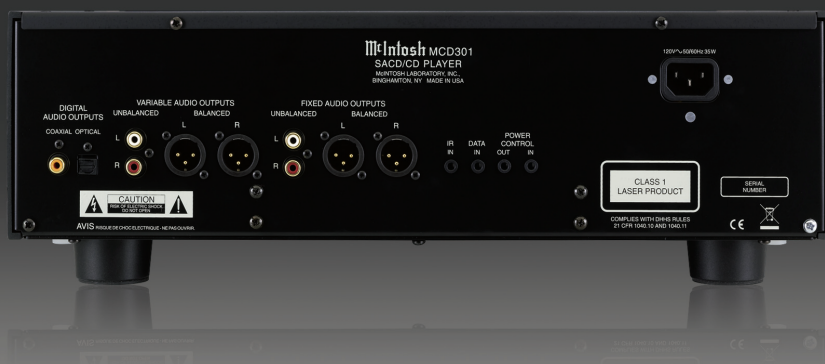 McIntosh MCD301
SACD/CD PLAYER
McINTOSH LABORATORY, INC.,
BINGHAMTON, NY MADE IN USA
120V~50/60Hz 35W
DIGITAL
AUDIO OUTPUTS
COAXIAL OPTICAL
VARIABLE AUDIO OUTPUTS
UNBALANCED BALANCED
L R
L
R
FIXED AUDIO OUTPUTS
UNBALANCED BALANCED
L R
L
R
IR
IN
DATA
IN
POWER
CONTROL
OUT IN
CAUTION
RISK OF ELECTRIC SHOCK
DO NOT OPEN
AVIS RISQUE DE CHOC ELECTRIQUE - NE PAS OUVRIR.
CLASS 1
LASER PRODUCT
COMPLIES WITH DHHS RULES
21 CFR 1040.10 AND 1040.11
SERIAL
NUMBER
CE